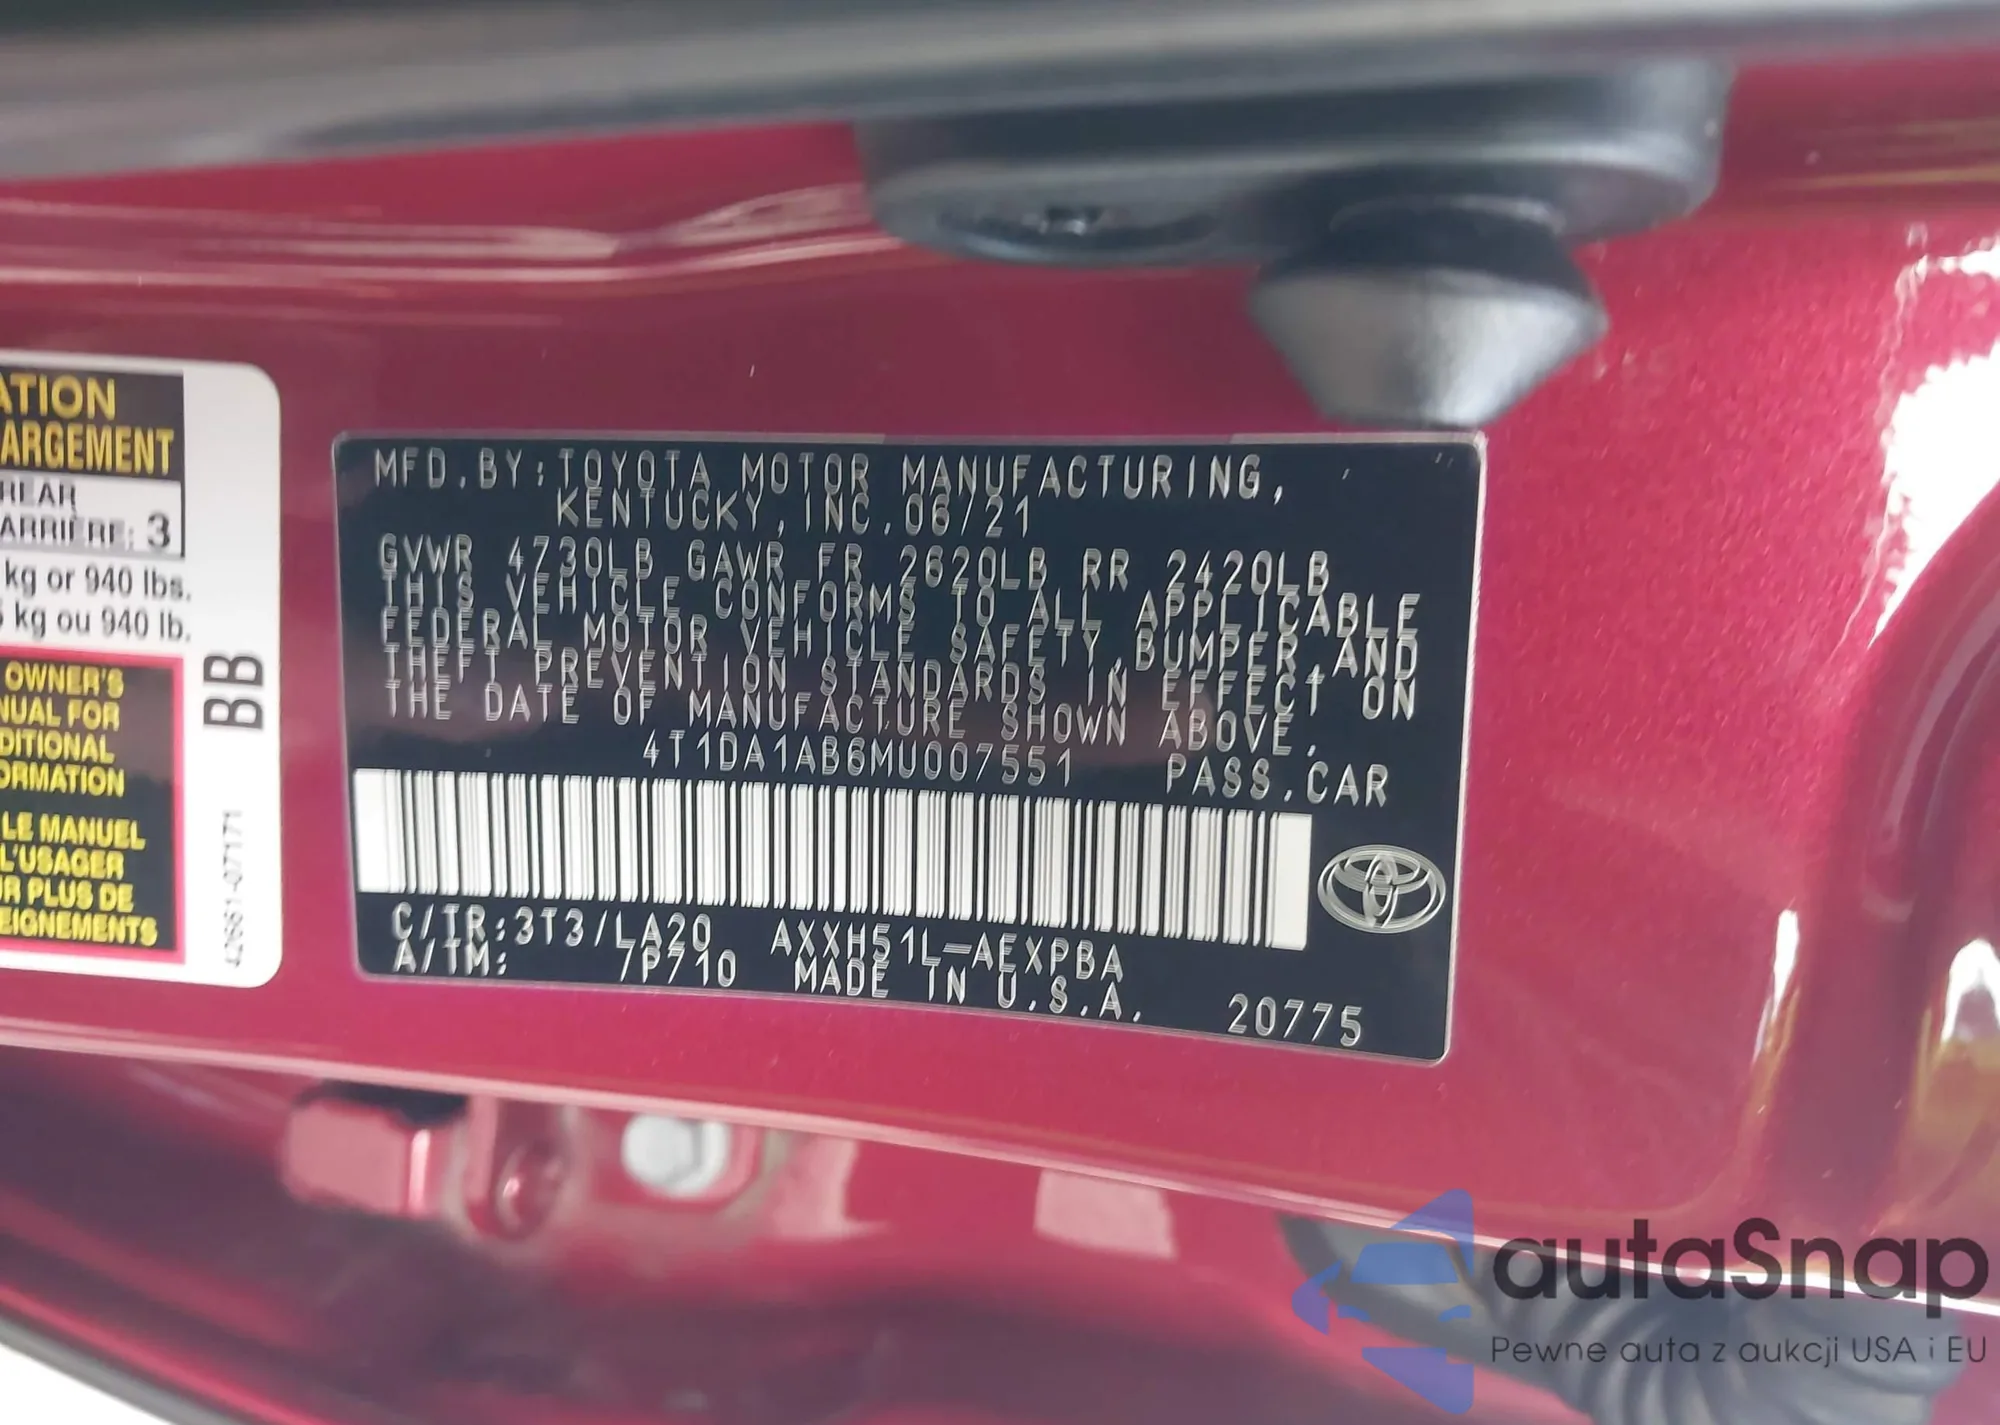 ATION
ARGEMENT
REAR
ARRIÈRE: 3
kg or 940 lbs.
kg ou 940 lb.
OWNER'S
NUAL FOR
DITIONAL
ORMATION
LE MANUEL
L'USAGER
R PLUS DE
EIGNEMENTS
BB
42661-07171
MFD.BY:TOYOTA MOTOR MANUFACTURING,
KENTUCKY,INC.06/21
GVWR 4730LB GAWR FR 2620LB RR 2420LB
THIS VEHICLE CONFORMS TO ALL APPLICABLE
FEDERAL MOTOR VEHICLE SAFETY,BUMPER,AND
THEFT PREVENTION STANDARDS IN EFFECT ON
THE DATE OF MANUFACTURE SHOWN ABOVE.
4T1DA1AB6MU007551 PASS.CAR
C/TR:3T3/LA20 AXXH51L-AEXPBA
A/TM: /P710 MADE IN U.S.A. 20775
autaSnap
Pewne auta z aukcji USA i EU